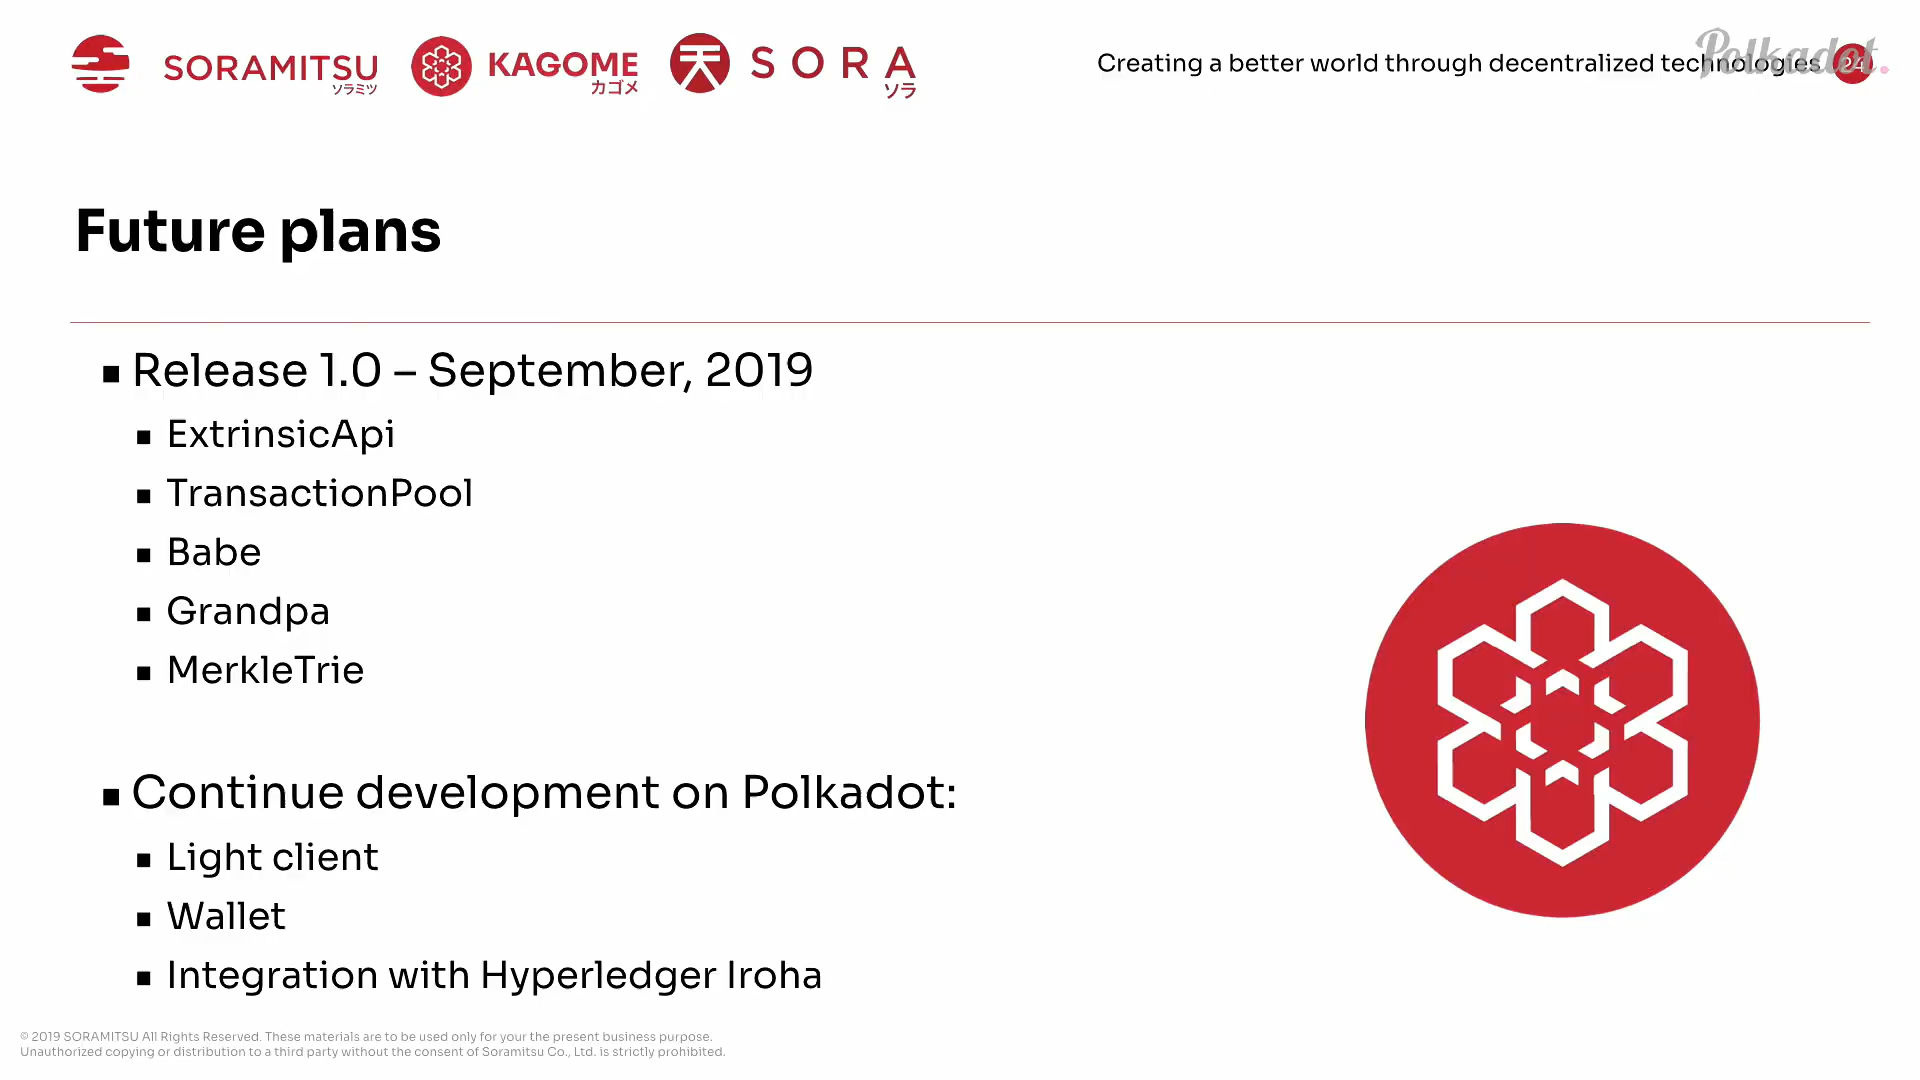 SORAMITSU
ソラミツ
KAGOME
カゴメ
天
SORA
ソラ
Creating a better world through decentralized technologies
24
Polkadot.
Future plans
Release 1.0 – September, 2019
ExtrinsicApi
TransactionPool
Babe
Grandpa
MerkleTrie
Continue development on Polkadot:
Light client
Wallet
Integration with Hyperledger Iroha
© 2019 SORAMITSU All Rights Reserved. These materials are to be used only for your the present business purpose.
Unauthorized copying or distribution to a third party without the consent of Soramitsu Co., Ltd. is strictly prohibited.